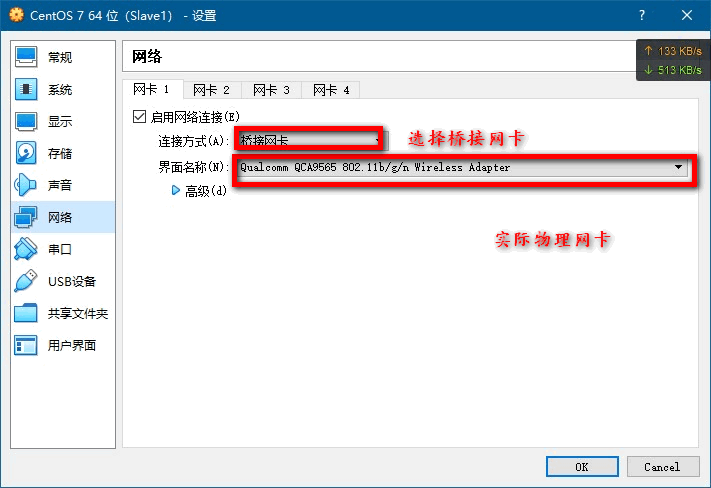 CentOS 7 64 位（Slave1） - 设置
? ×
↑ 133 KB/s
↓ 513 KB/s
常规
系统
显示
存储
声音
网络
串口
USB设备
共享文件夹
用户界面
网络
网卡 1 网卡 2 网卡 3 网卡 4
启用网络连接(E)
连接方式(A): 桥接网卡 选择桥接网卡
界面名称(N): Qualcomm QCA9565 802.11b/g/n Wireless Adapter
高级(d)
实际物理网卡
OK Cancel